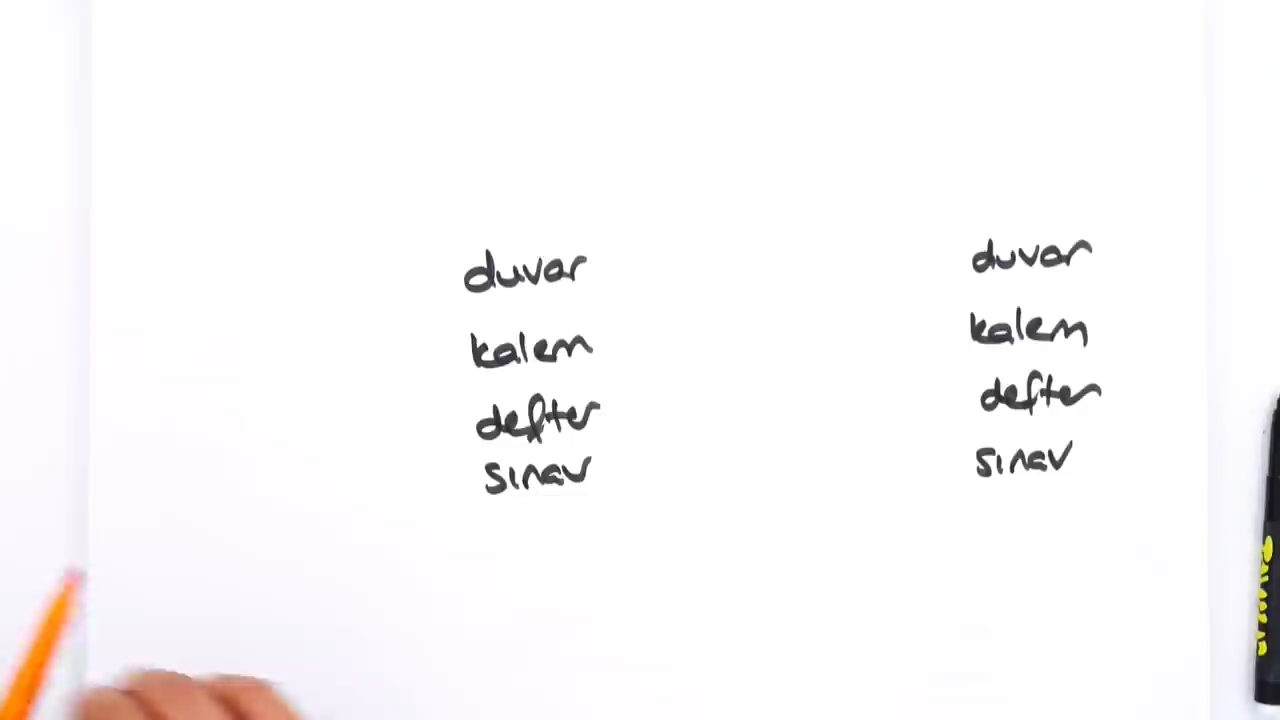 duvar
kalem
defter
sınav
duvar
kalem
defter
sınav